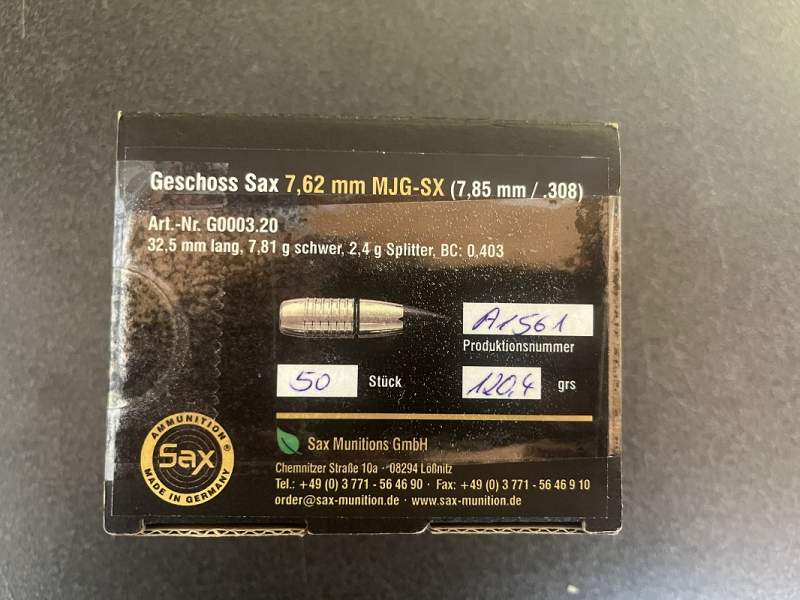 Geschoss Sax 7,62 mm MJG-SX (7,85 mm / .308)
Art.-Nr. G0003.20
32,5 mm lang, 7,81 g schwer, 2,4 g Splitter, BC: 0,403
A1561
Produktionsnummer
50 Stück 120,4 grs
AMMUNITION®
Sax
MADE IN GERMANY
Sax Munitions GmbH
Chemnitzer Straße 10a · 08294 Lößnitz
Tel.: +49 (0) 3 771 - 56 46 90 · Fax: +49 (0) 3 771 - 56 46 9 10
order@sax-munition.de · www.sax-munition.de